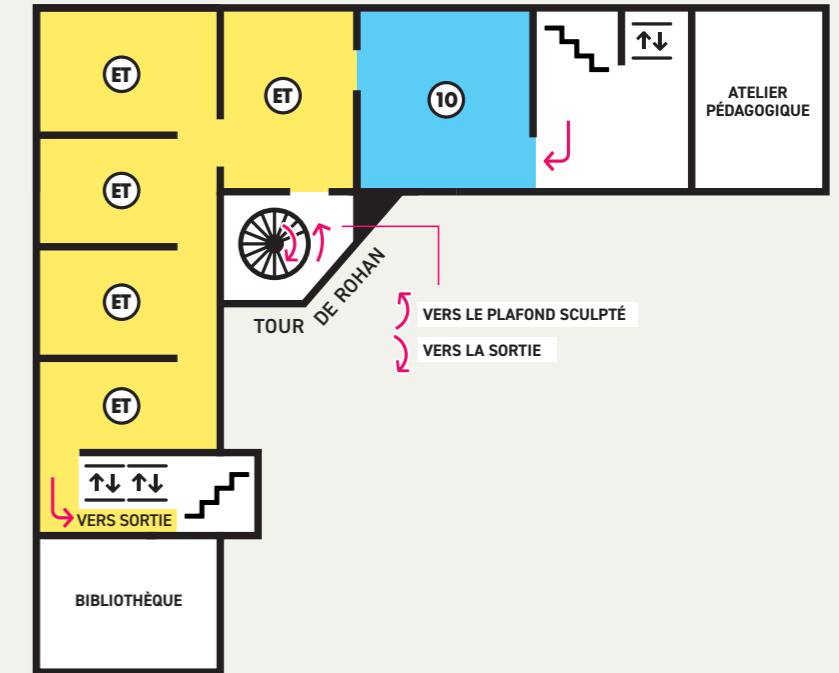 ET
ET
10
ATELIER
PÉDAGOGIQUE
ET
ET
TOUR DE ROHAN
VERS LE PLAFOND SCULPTÉ
VERS LA SORTIE
ET
VERS SORTIE
BIBLIOTHÈQUE